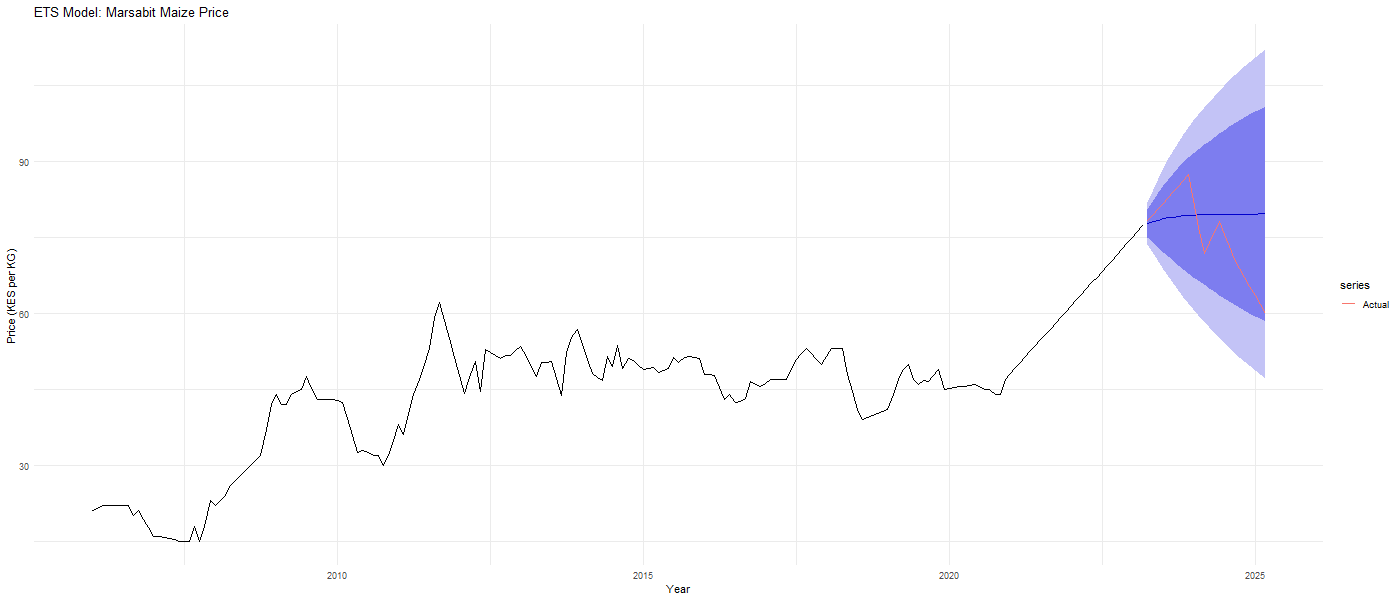 ETS Model: Marsabit Maize Price
Price (KES per KG)
90
60
30
2010
2015
2020
2025
Year
series
Actual